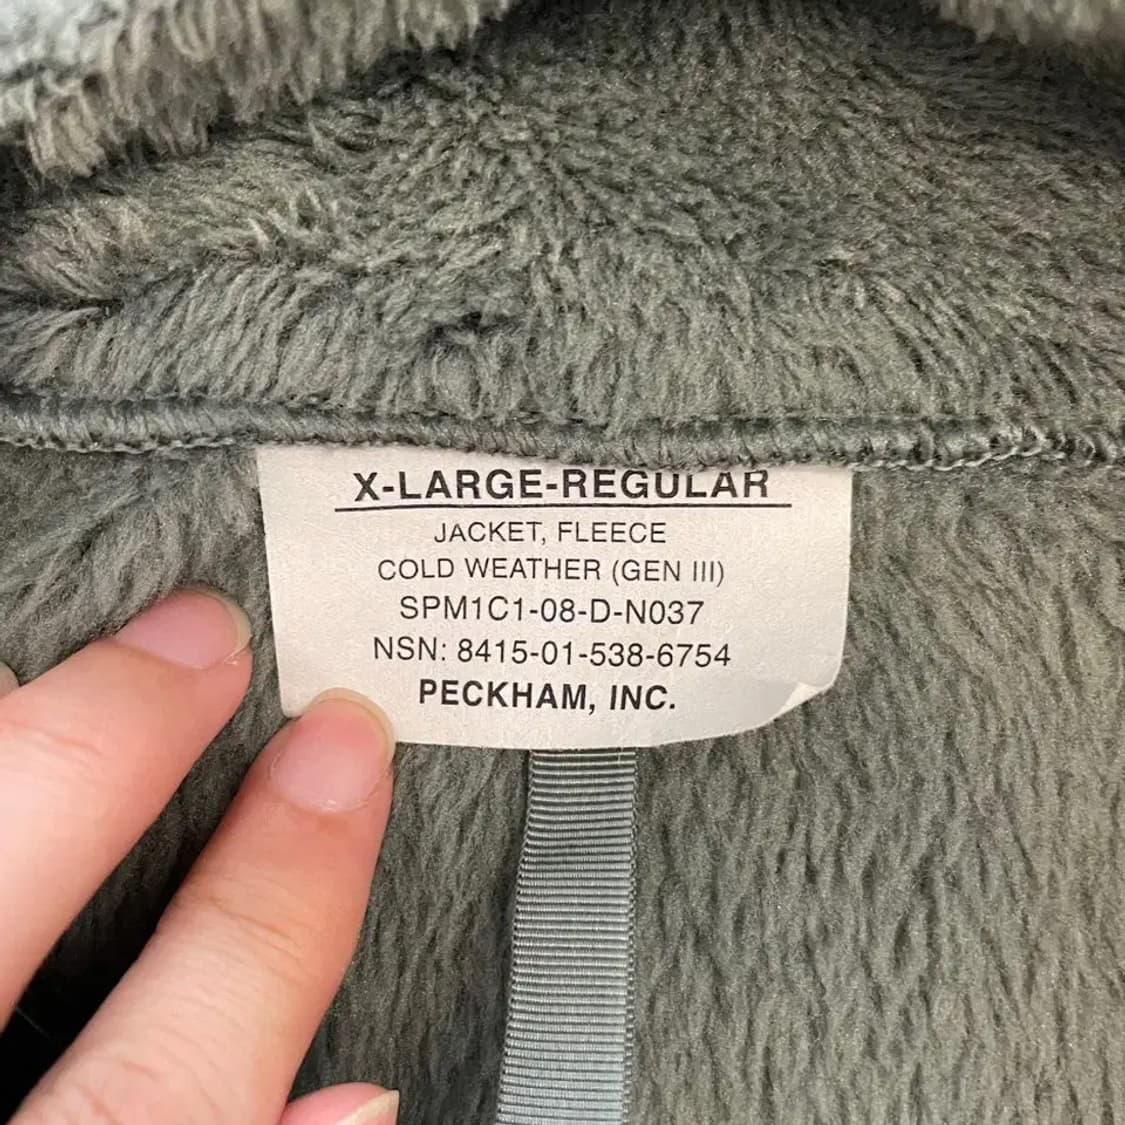 X-LARGE-REGULAR
JACKET, FLEECE
COLD WEATHER (GEN III)
SPM1C1-08-D-N037
NSN: 8415-01-538-6754
PECKHAM, INC.